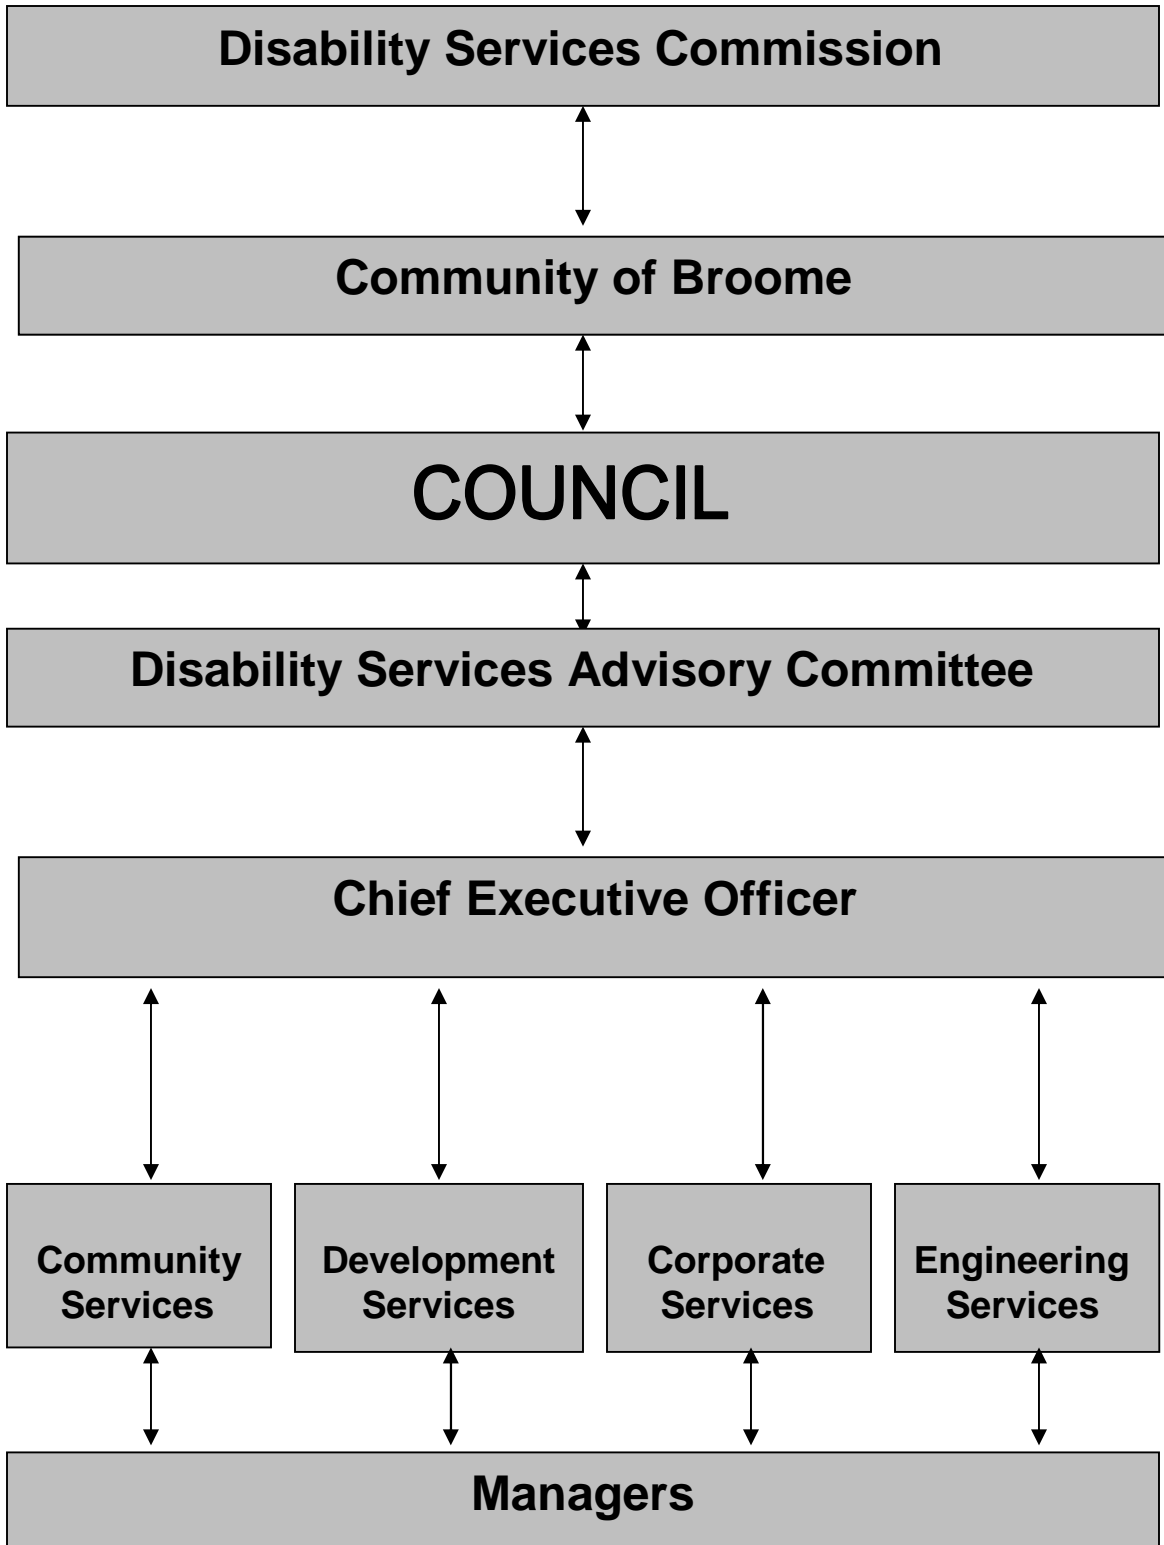 Disability Services Commission
Community of Broome
COUNCIL
Disability Services Advisory Committee
Chief Executive Officer
Community
Services
Development
Services
Corporate
Services
Engineering
Services
Managers